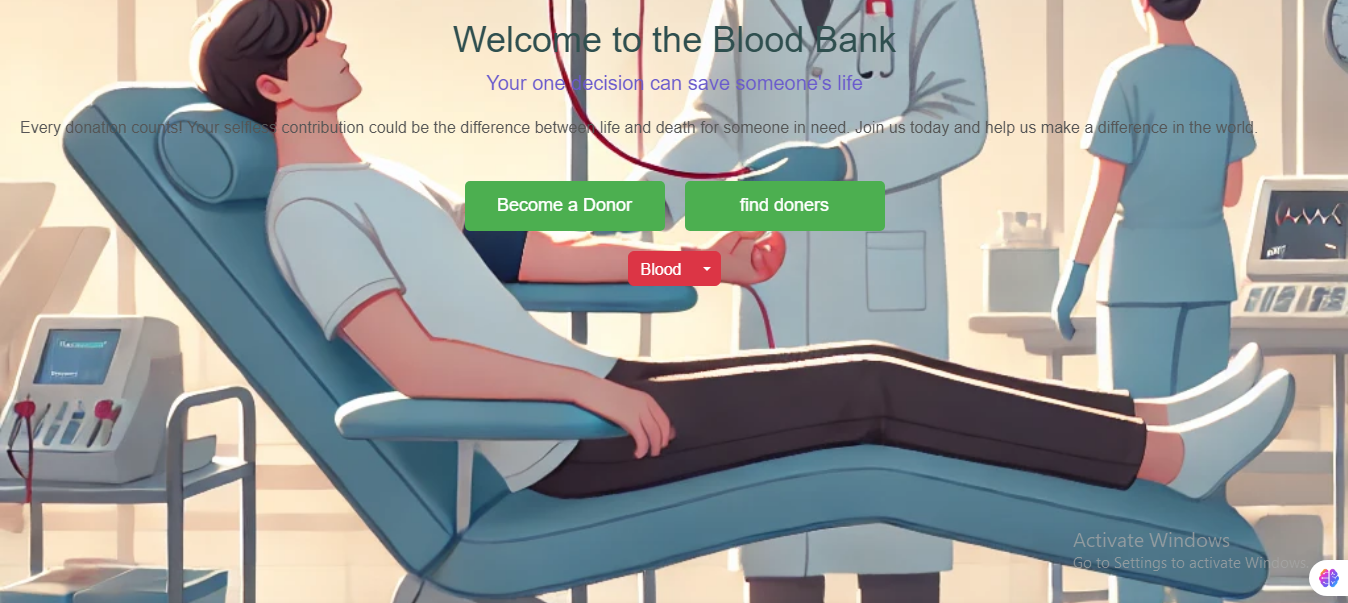 Welcome to the Blood Bank
Your one decision can save someone's life
Every donation counts! Your selfless contribution could be the difference between life and death for someone in need. Join us today and help us make a difference in the world.
Become a Donor
find doners
Blood
Activate Windows
Go to Settings to activate Windows.